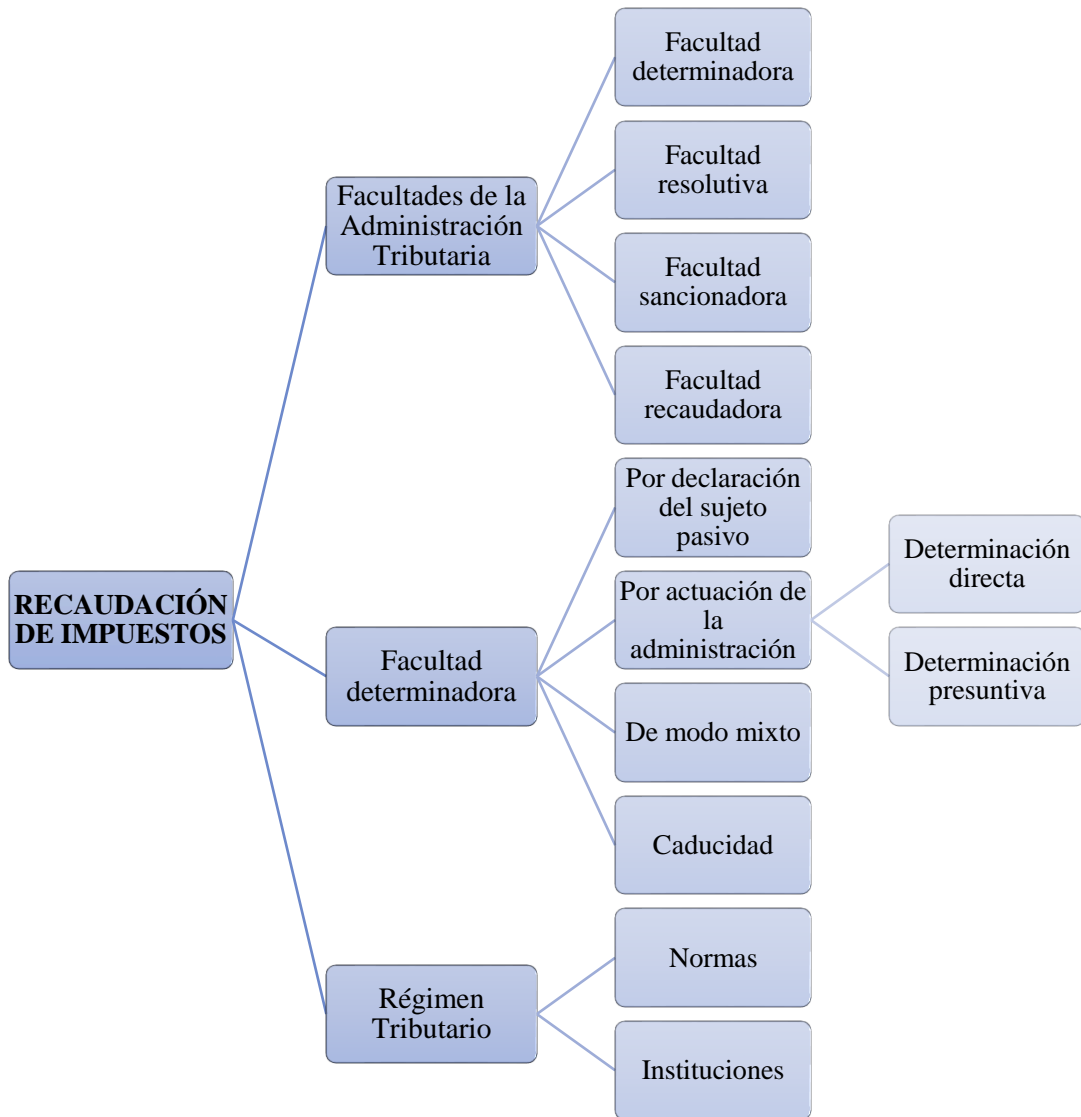 RECAUDACIÓN
DE IMPUESTOS
Facultades de la
Administración
Tributaria
Facultad
determinadora
Facultad
resolutiva
Facultad
sancionadora
Facultad
recaudadora
Facultad
determinadora
Por declaración
del sujeto
pasivo
Por actuación de
la
administración
Determinación
directa
Determinación
presuntiva
De modo mixto
Caducidad
Régimen
Tributario
Normas
Instituciones